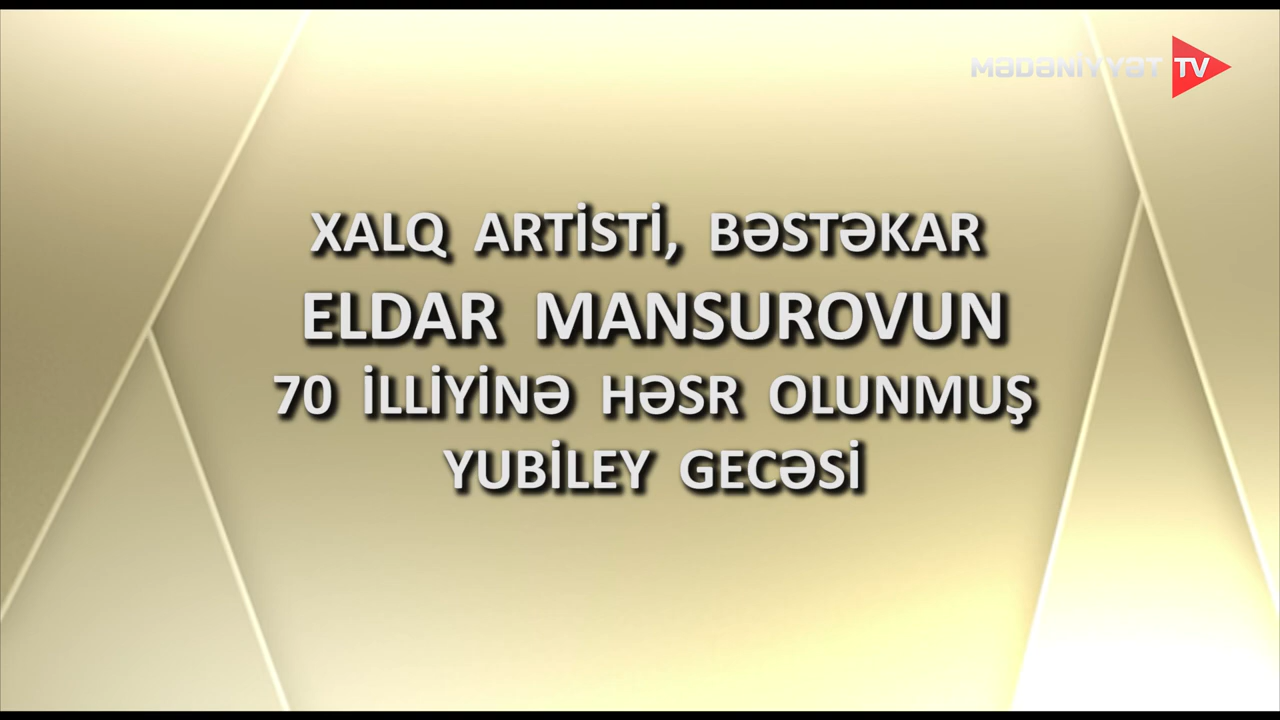 MƏDƏNİYYƏT TV
XALQ ARTİSTİ, BƏSTƏKAR
ELDAR MANSUROVUN
70 İLLİYİNƏ HƏSR OLUNMUŞ
YUBİLEY GECƏSİ